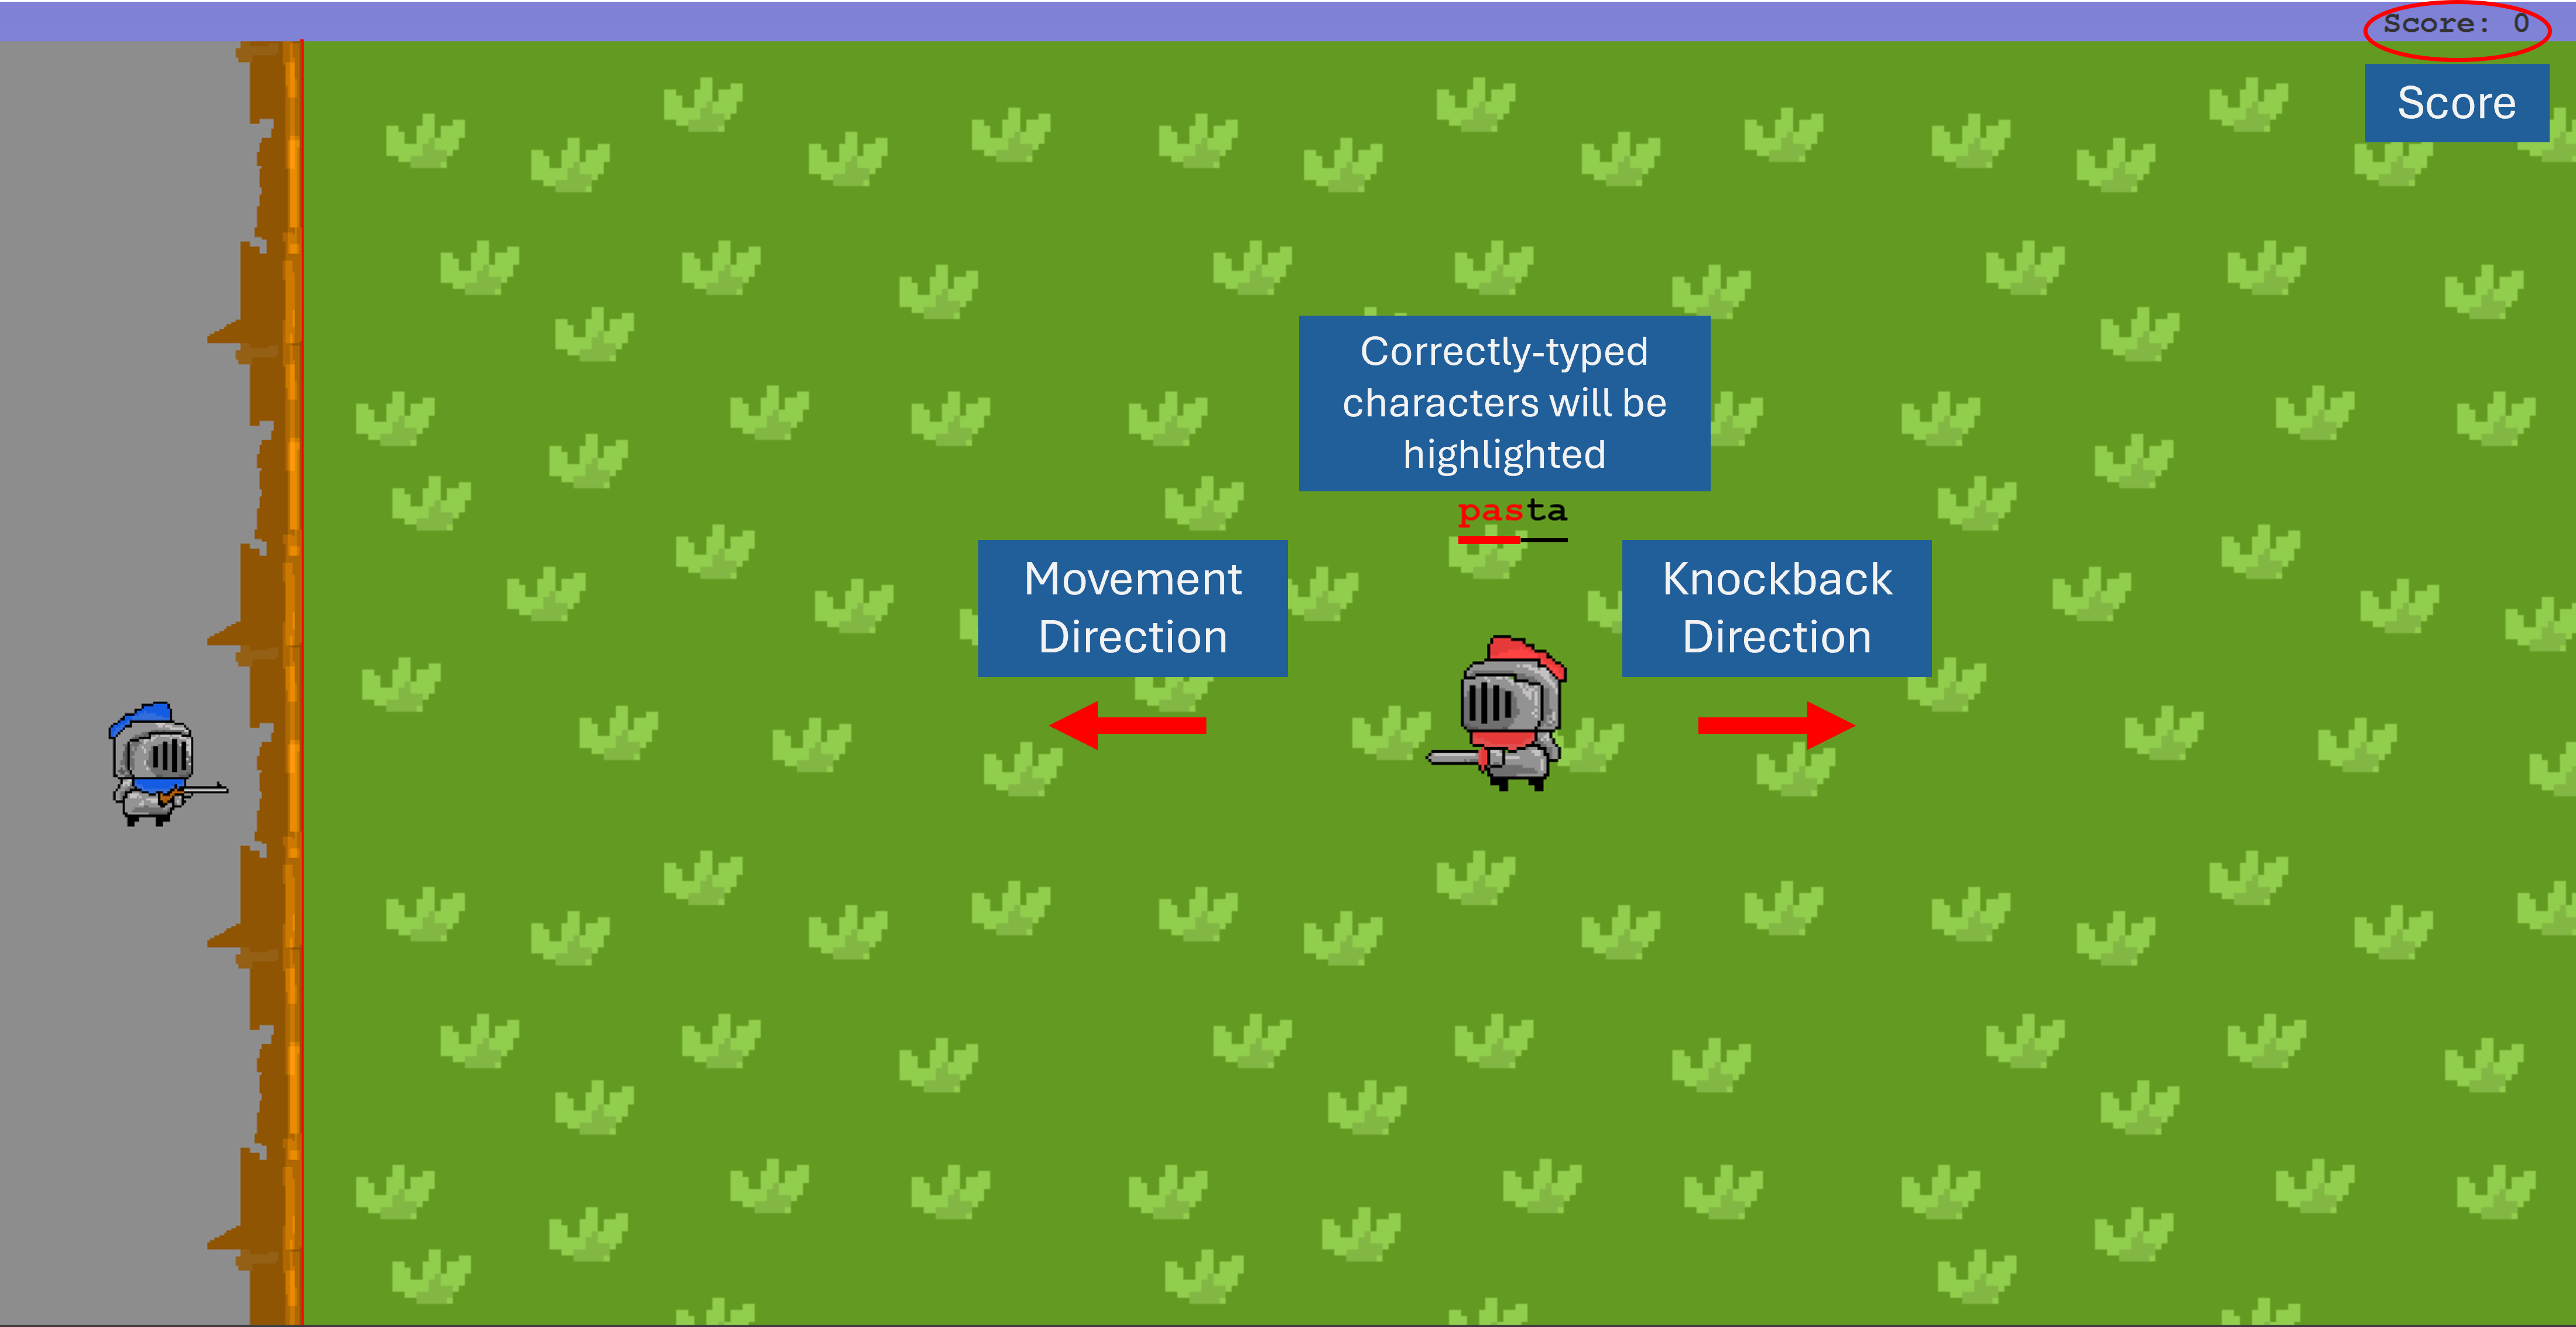 Score: 0
Score
Correctly-typed
characters will be
highlighted
pasta
Movement
Direction
Knockback
Direction